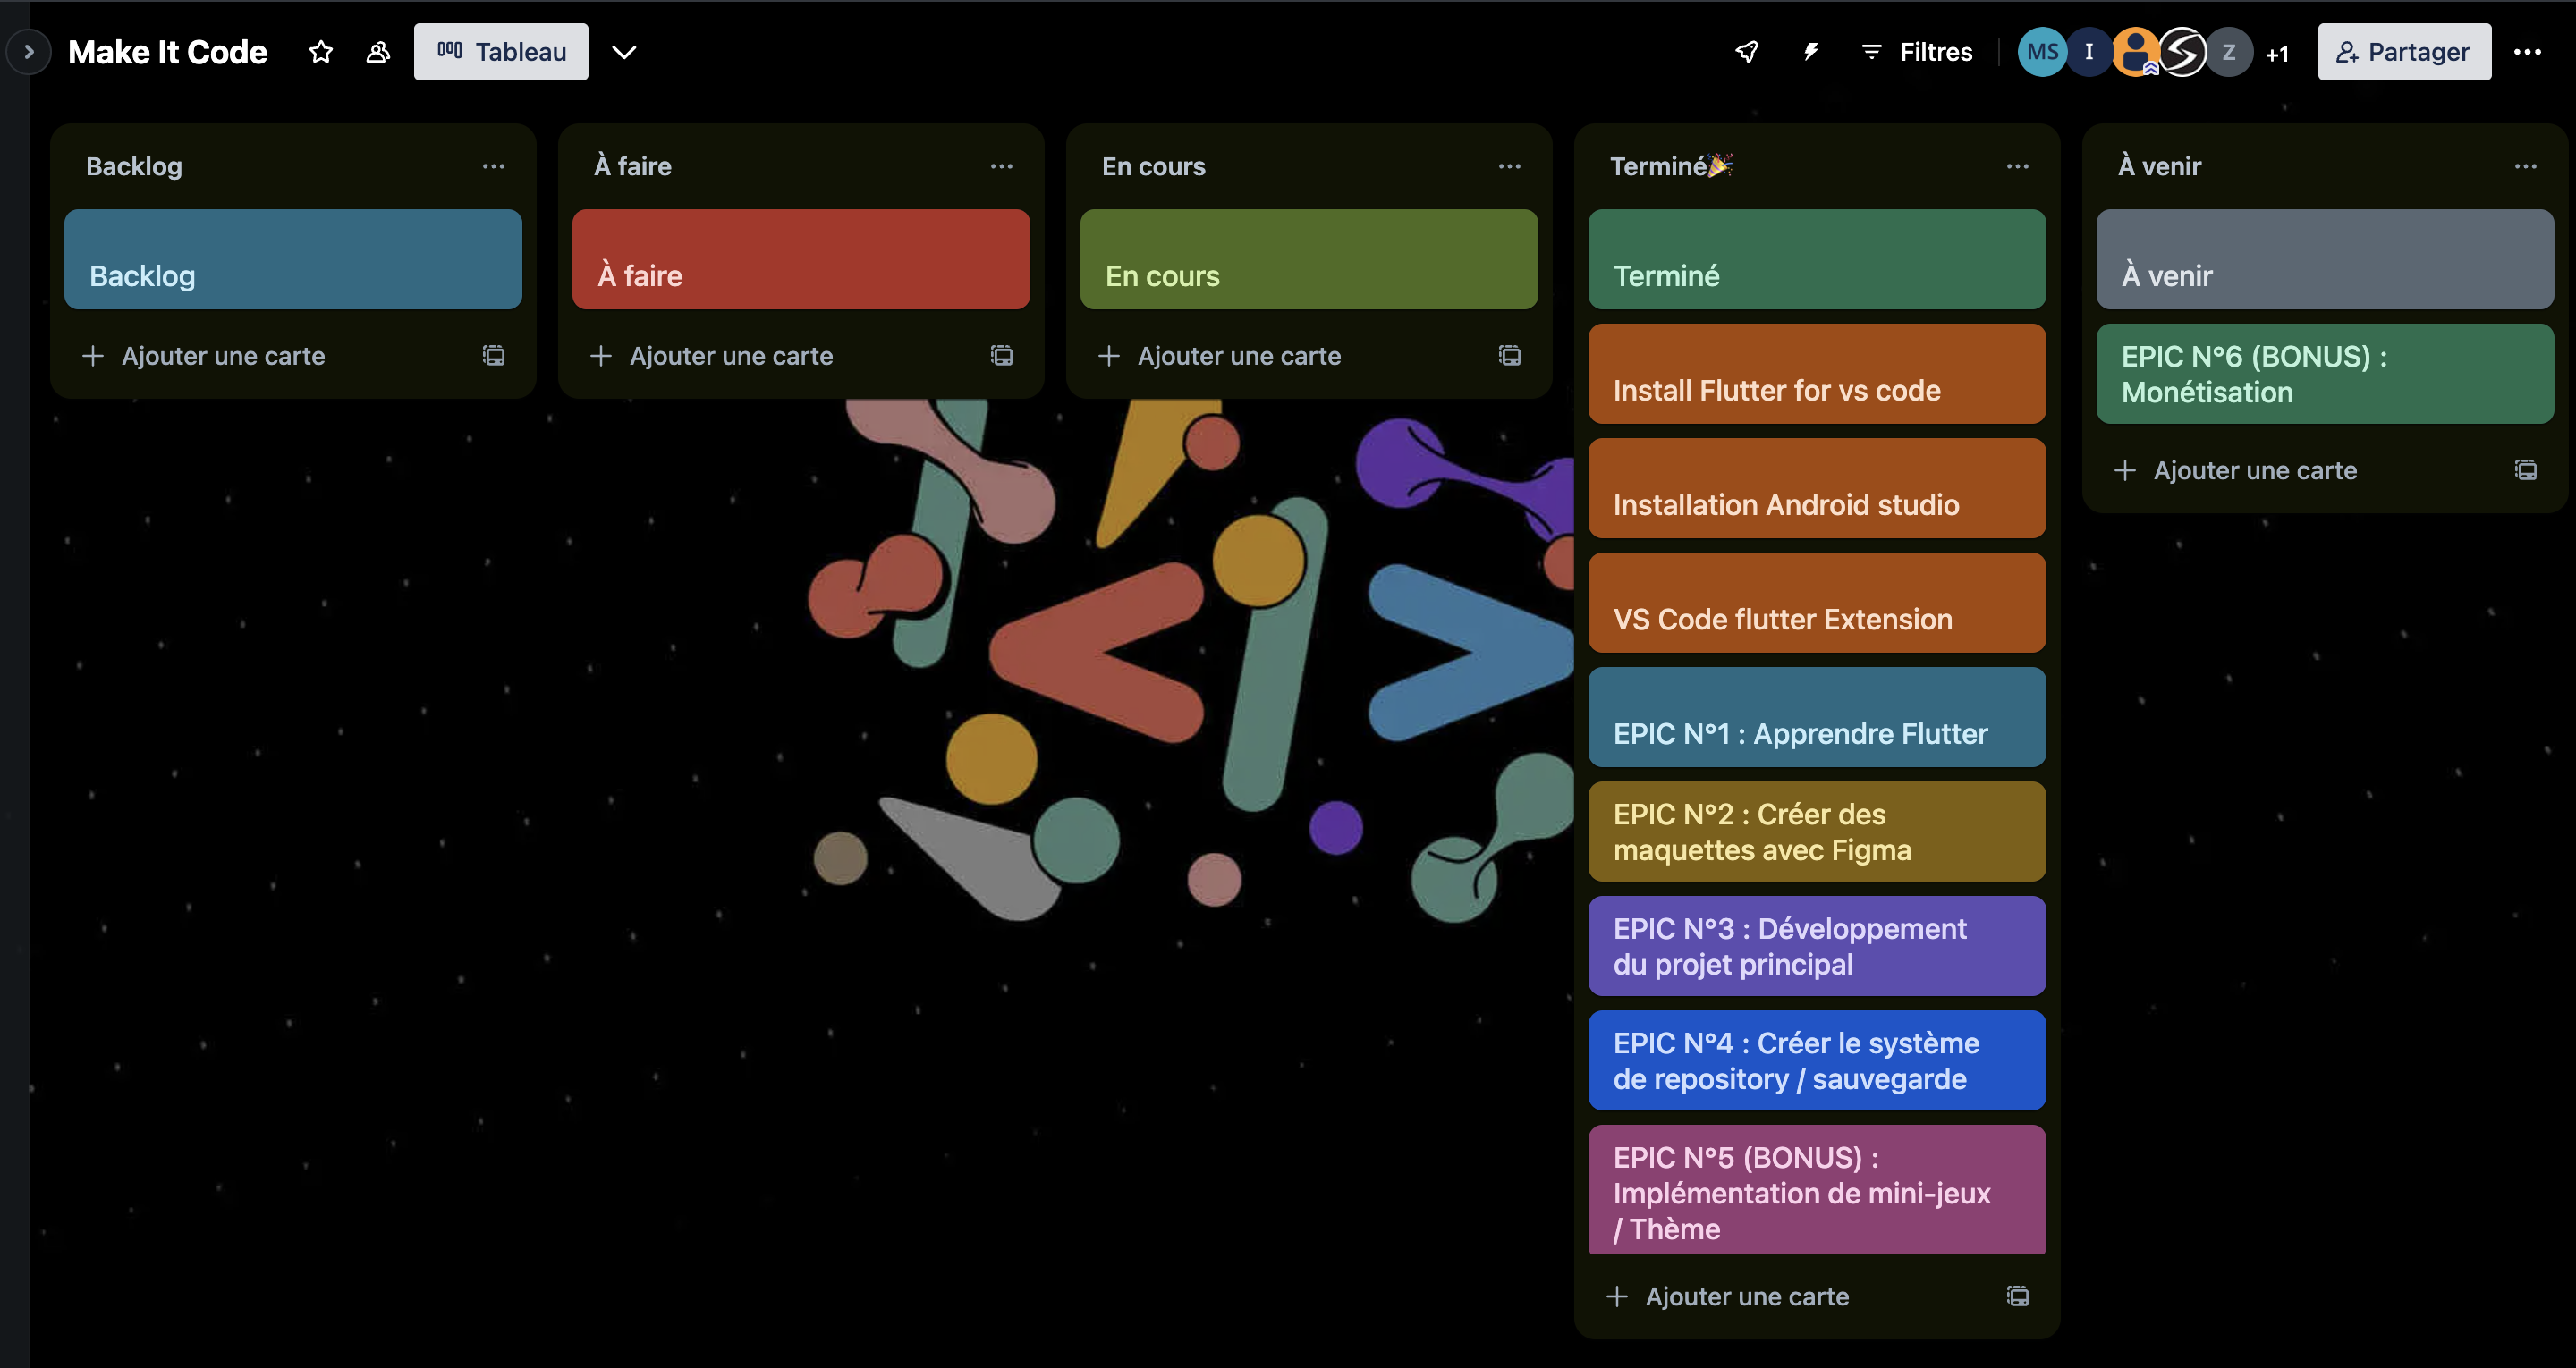 Make It Code
Tableau
Filtres
MS
I
Z
+1
Partager
Backlog
Backlog
Ajouter une carte
À faire
À faire
Ajouter une carte
En cours
En cours
Ajouter une carte
Terminé🎉
Terminé
Install Flutter for vs code
Installation Android studio
VS Code flutter Extension
EPIC N°1 : Apprendre Flutter
EPIC N°2 : Créer des
maquettes avec Figma
EPIC N°3 : Développement
du projet principal
EPIC N°4 : Créer le système
de repository / sauvegarde
EPIC N°5 (BONUS) :
Implémentation de mini-jeux
/ Thème
Ajouter une carte
À venir
À venir
EPIC N°6 (BONUS) :
Monétisation
Ajouter une carte